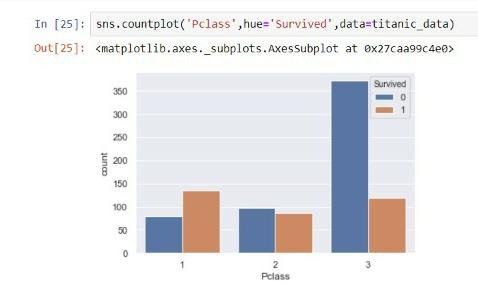 In [25]: sns.countplot('Pclass',hue='Survived',data=titanic_data)
Out[25]: <matplotlib.axes._subplots.AxesSubplot at 0x27caa99c4e0>
Survived
0
1
350
300
250
200
150
100
50
0
count
1 2 3
Pclass